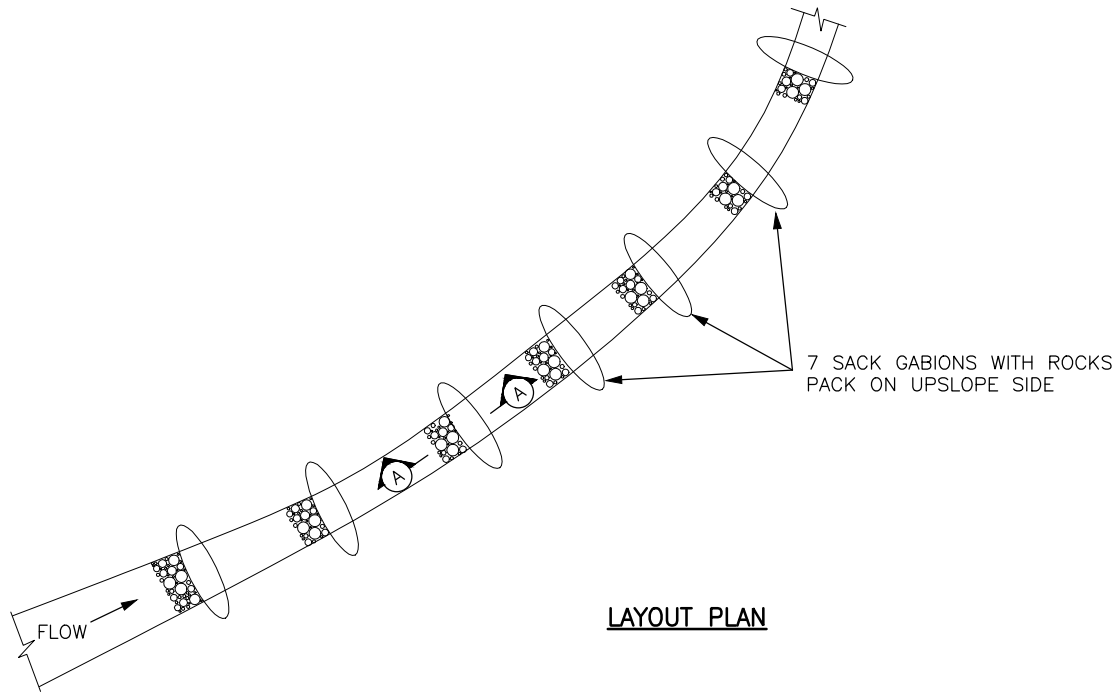 7 SACK GABIONS WITH ROCKS
PACK ON UPSLOPE SIDE
A
A
FLOW
LAYOUT PLAN